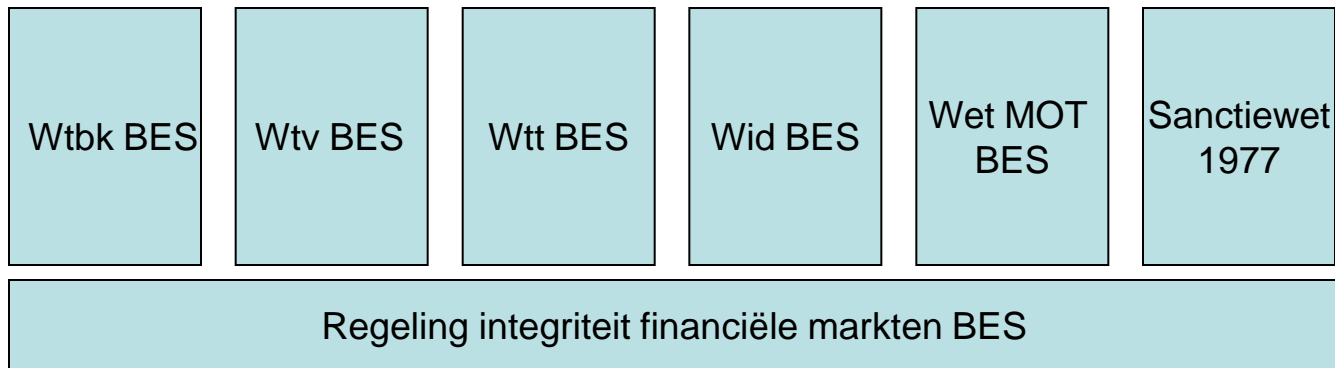 Wtbk BES
Wtv BES
Wtt BES
Wid BES
Wet MOT
BES
Sanctiewet
1977
Regeling integriteit financiële markten BES